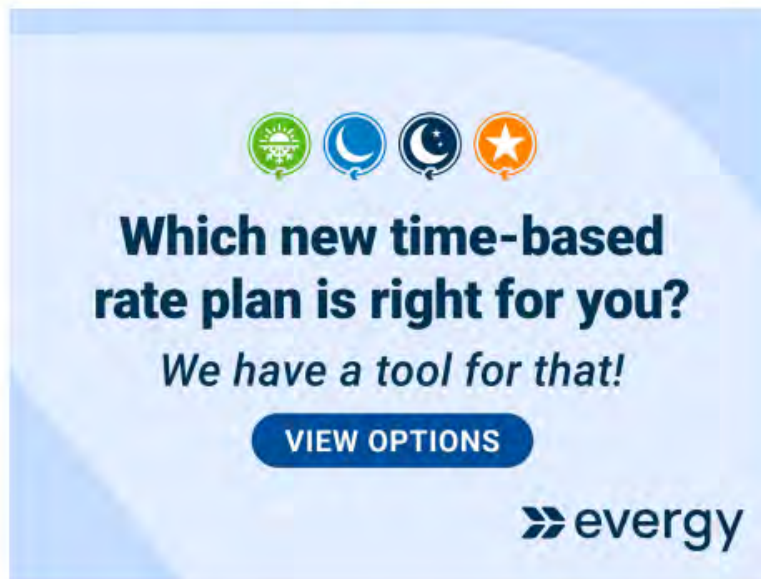 Which new time-based
rate plan is right for you?
We have a tool for that!
VIEW OPTIONS
evergy